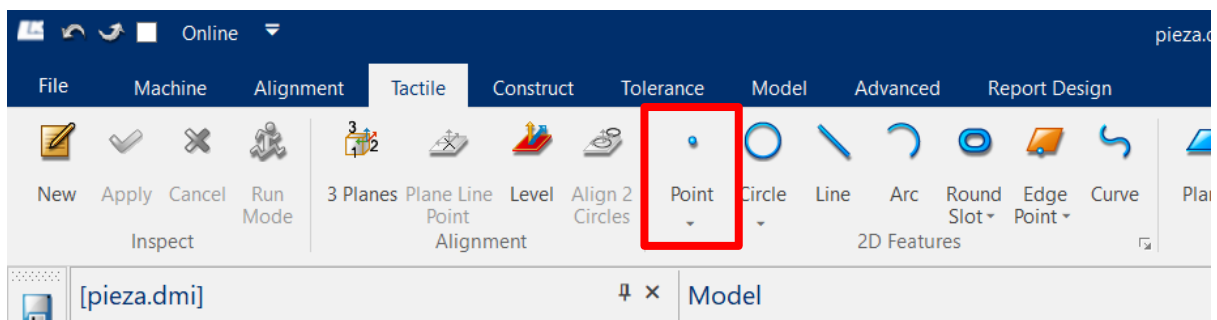 LK Online pieza.d
File Machine Alignment Tactile Construct Tolerance Model Advanced Report Design
3 1 2
New Apply Cancel Run Mode 3 Planes Plane Line Point Level Align 2 Circles Point Circle Line Arc Round Slot Edge Point Curve Plan
Inspect Alignment 2D Features
[pieza.dmi] Model